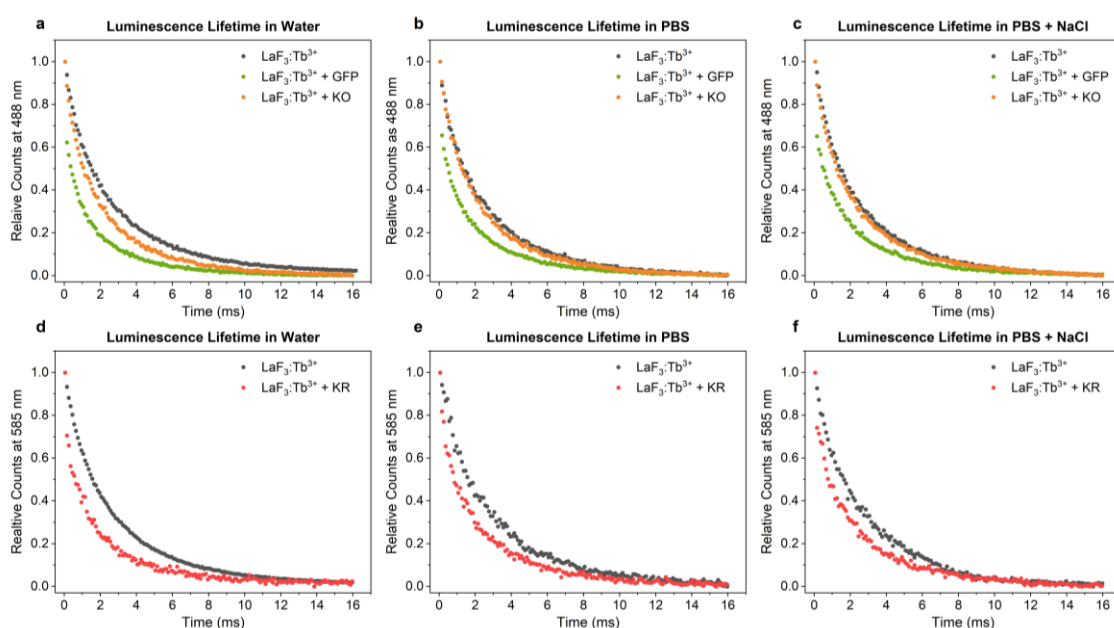 a
Luminescence Lifetime in Water
LaF₃:Tb³⁺
LaF₃:Tb³⁺ + GFP
LaF₃:Tb³⁺ + KO
Relaive Counts at 488 nm
1.0
0.8
0.6
0.4
0.2
0.0
0 2 4 6 8 10 12 14 16
Time (ms)
b
Luminescence Lifetime in PBS
LaF₃:Tb³⁺
LaF₃:Tb³⁺ + GFP
LaF₃:Tb³⁺ + KO
Realtive Counts as 488 nm
1.0
0.8
0.6
0.4
0.2
0.0
0 2 4 6 8 10 12 14 16
Time (ms)
c
Luminescence Lifetime in PBS + NaCl
LaF₃:Tb³⁺
LaF₃:Tb³⁺ + GFP
LaF₃:Tb³⁺ + KO
Relative Counts at 488 nm
1.0
0.8
0.6
0.4
0.2
0.0
0 2 4 6 8 10 12 14 16
Time (ms)
d
Luminescence Lifetime in Water
LaF₃:Tb³⁺
LaF₃:Tb³⁺ + KR
Realtive Counts at 585 nm
1.0
0.8
0.6
0.4
0.2
0.0
0 2 4 6 8 10 12 14 16
Time (ms)
e
Luminescence Lifetime in PBS
LaF₃:Tb³⁺
LaF₃:Tb³⁺ + KR
Relative Counts at 585 nm
1.0
0.8
0.6
0.4
0.2
0.0
0 2 4 6 8 10 12 14 16
Time (ms)
f
Luminescence Lifetime in PBS + NaCl
LaF₃:Tb³⁺
LaF₃:Tb³⁺ + KR
Relative Counts at 585 nm
1.0
0.8
0.6
0.4
0.2
0.0
0 2 4 6 8 10 12 14 16
Time (ms)